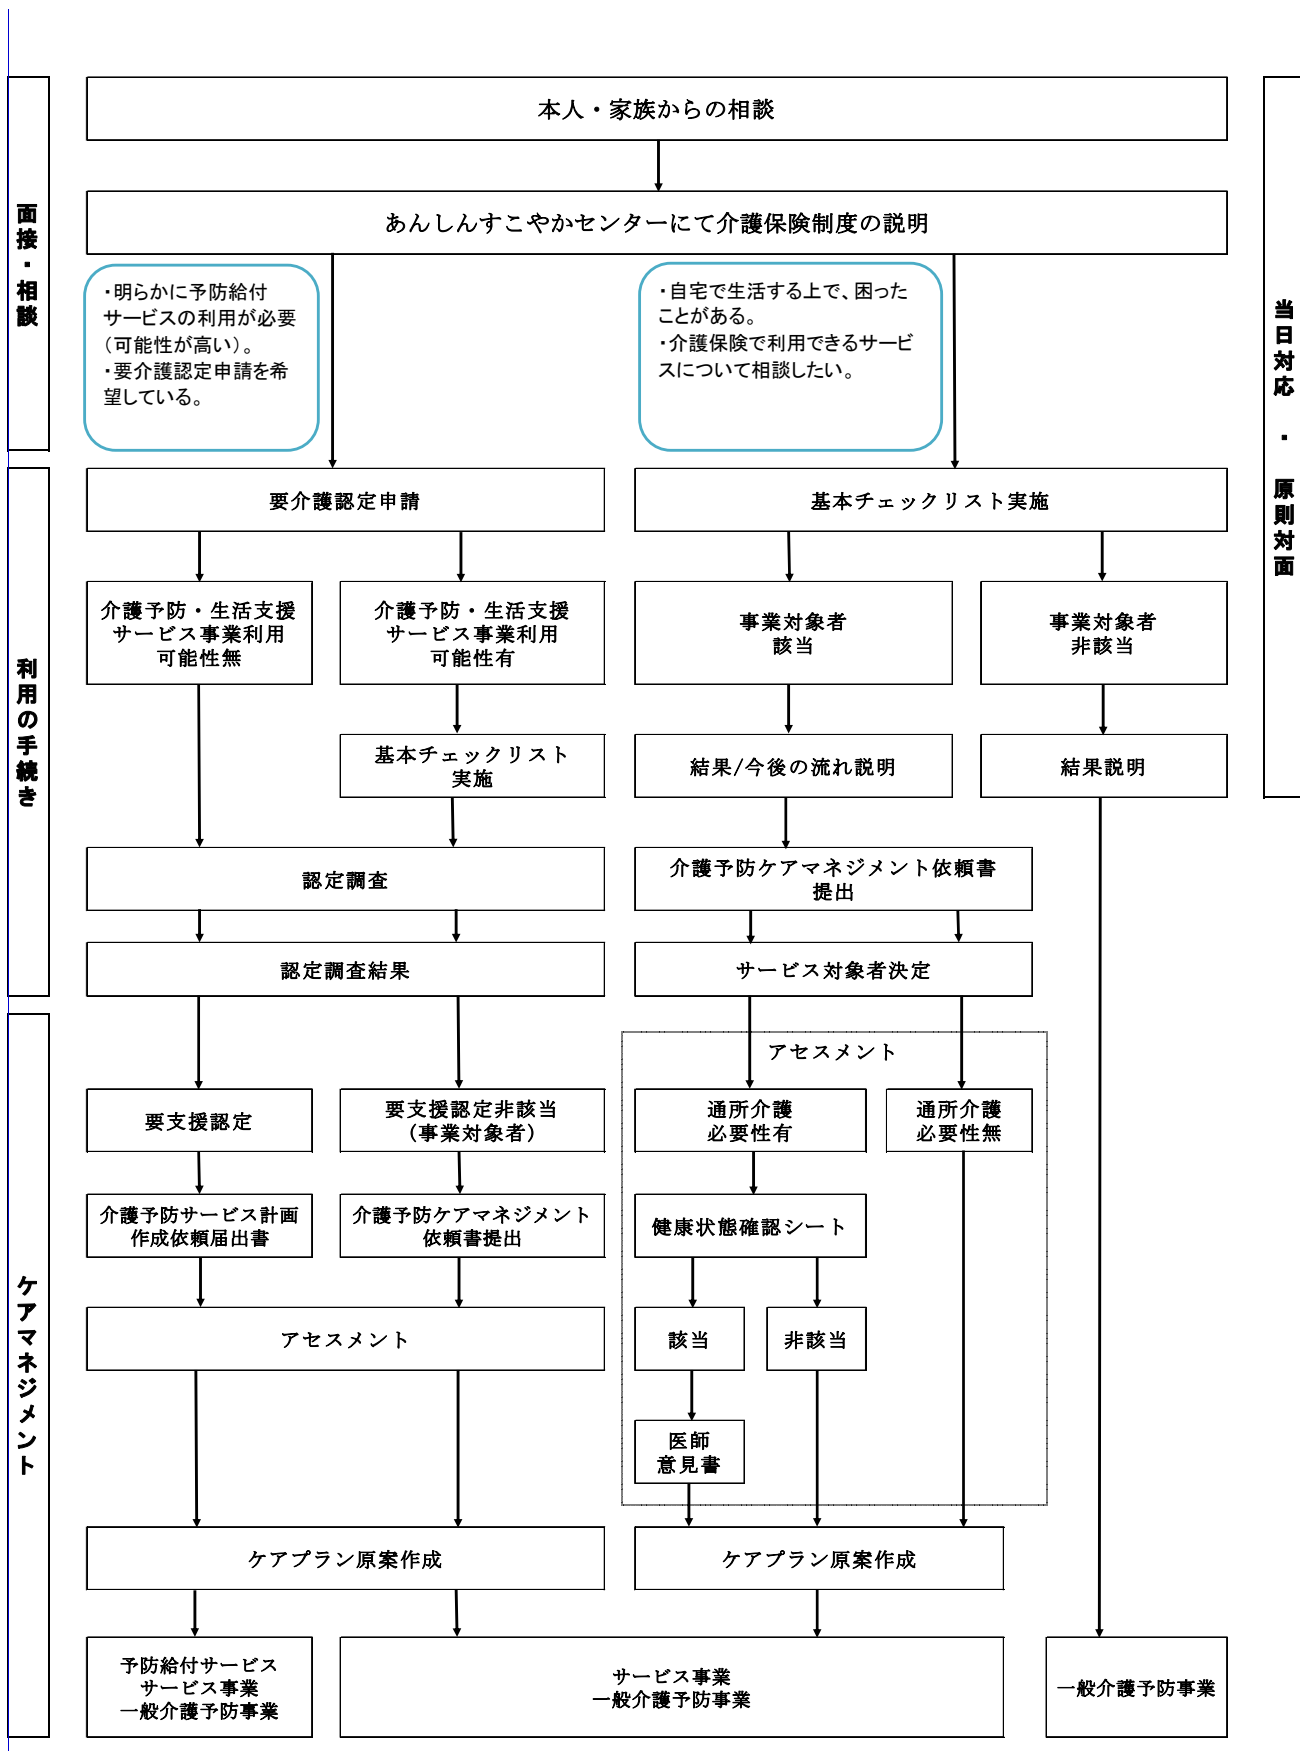 本人・家族からの相談
あんしんすこやかセンターにて介護保険制度の説明
面接・相談
・明らかに予防給付
サービスの利用が必要
（可能性が高い）。
・要介護認定申請を希
望している。
・自宅で生活する上で、困った
ことがある。
・介護保険で利用できるサービ
スについて相談したい。
当日対応・原則対面
要介護認定申請
基本チェックリスト実施
利用の手続き
介護予防・生活支援
サービス事業利用
可能性無
介護予防・生活支援
サービス事業利用
可能性有
事業対象者
該当
事業対象者
非該当
基本チェックリスト
実施
結果/今後の流れ説明
結果説明
認定調査
介護予防ケアマネジメント依頼書
提出
認定調査結果
サービス対象者決定
ケアマネジメント
アセスメント
要支援認定
要支援認定非該当
（事業対象者）
通所介護
必要性有
通所介護
必要性無
介護予防サービス計画
作成依頼届出書
介護予防ケアマネジメント
依頼書提出
健康状態確認シート
アセスメント
該当
非該当
医師
意見書
ケアプラン原案作成
ケアプラン原案作成
予防給付サービス
サービス事業
一般介護予防事業
サービス事業
一般介護予防事業
一般介護予防事業